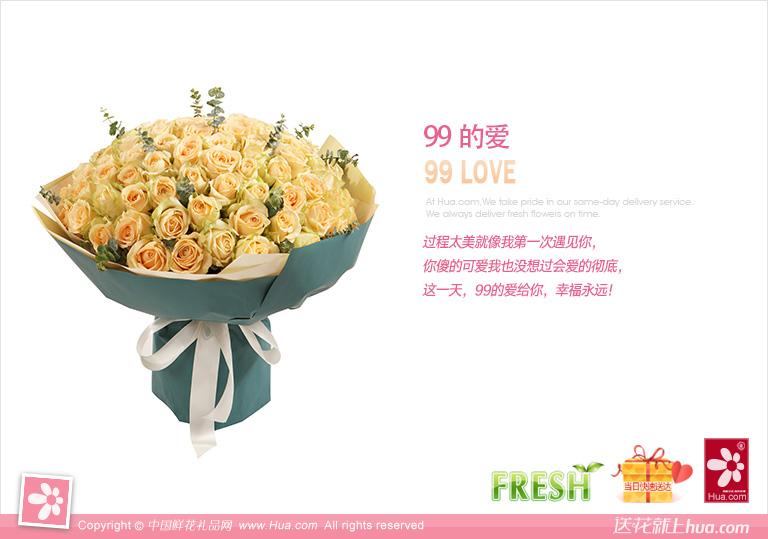 99 的爱
99 LOVE
At Hua.com,We take pride in our same-day delivery service.
We always deliver fresh flowers on time.
过程太美就像我第一次遇见你，
你傻的可爱我也没想过会爱的彻底，
这一天，99的爱给你，幸福永远！
FRESH
当日快速送达
Hua.com
Copyright © 中国鲜花礼品网 www.Hua.com All rights reserved
送花就上hua.com